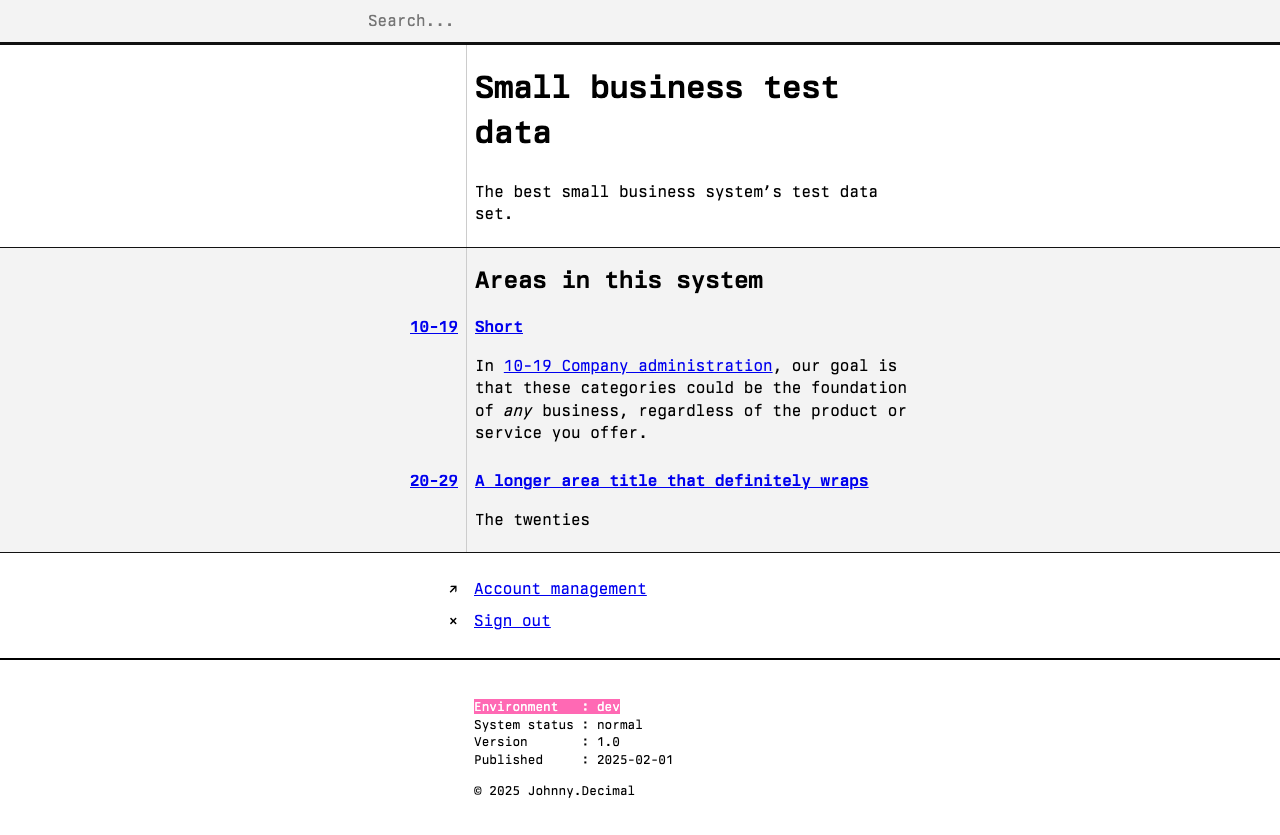 Search...
Small business test
data
The best small business system’s test data
set.
Areas in this system
10-19 Short
In 10-19 Company administration, our goal is
that these categories could be the foundation
of any business, regardless of the product or
service you offer.
20-29 A longer area title that definitely wraps
The twenties
↗ Account management
× Sign out
Environment   : dev
System status : normal
Version       : 1.0
Published     : 2025-02-01
© 2025 Johnny.Decimal